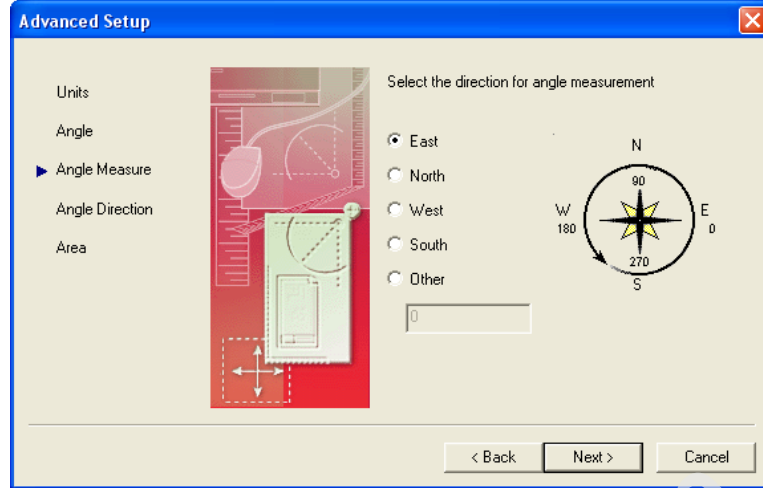 Advanced Setup
Units
Angle
Angle Measure
Angle Direction
Area
Select the direction for angle measurement
East
North
West
South
Other
0
N
90
W
180
E
0
270
S
< Back
Next >
Cancel